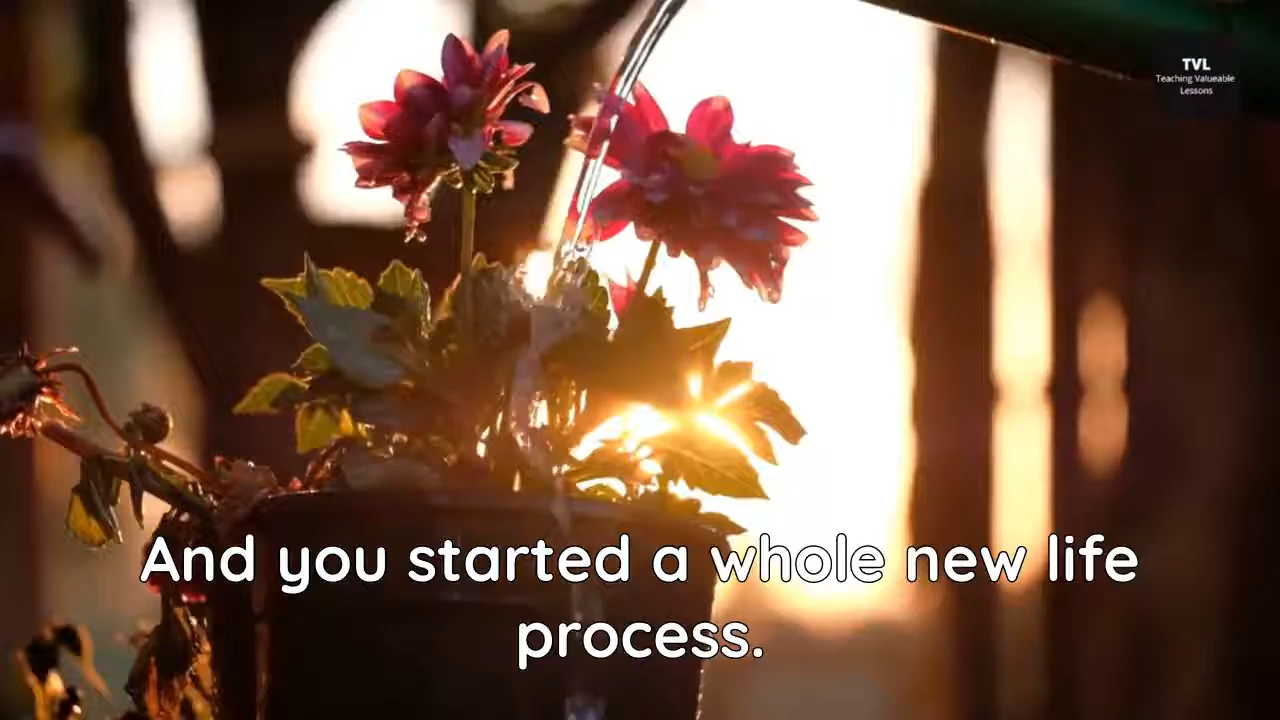 TVL
Teaching Valueable
Lessons
And you started a whole new life
process.